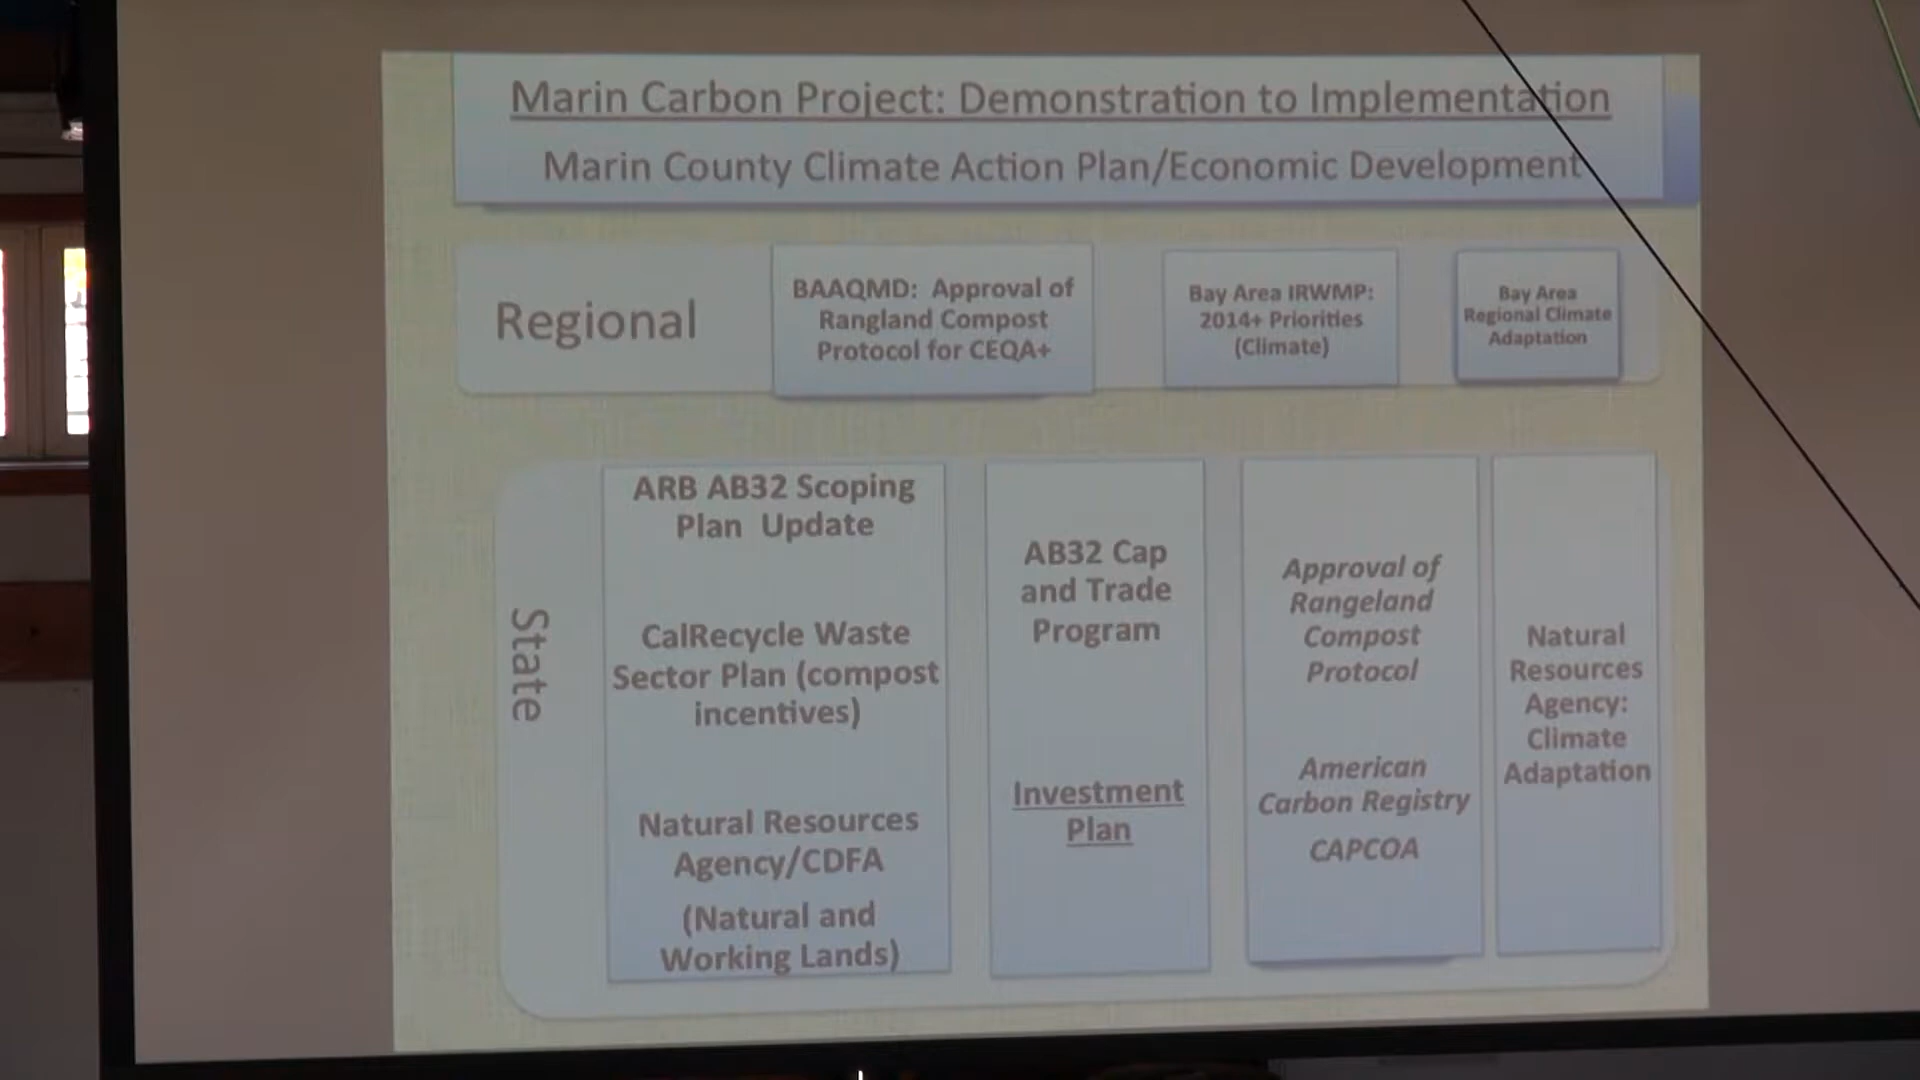 Marin Carbon Project: Demonstration to Implementation
Marin County Climate Action Plan/Economic Development
Regional
BAAQMD: Approval of
Rangland Compost
Protocol for CEQA+
Bay Area IRWMP:
2014+ Priorities
(Climate)
Bay Area
Regional Climate
Adaptation
State
ARB AB32 Scoping
Plan Update
CalRecycle Waste
Sector Plan (compost
incentives)
Natural Resources
Agency/CDFA
(Natural and
Working Lands)
AB32 Cap
and Trade
Program
Investment
Plan
Approval of
Rangeland
Compost
Protocol
American
Carbon Registry
CAPCOA
Natural
Resources
Agency:
Climate
Adaptation